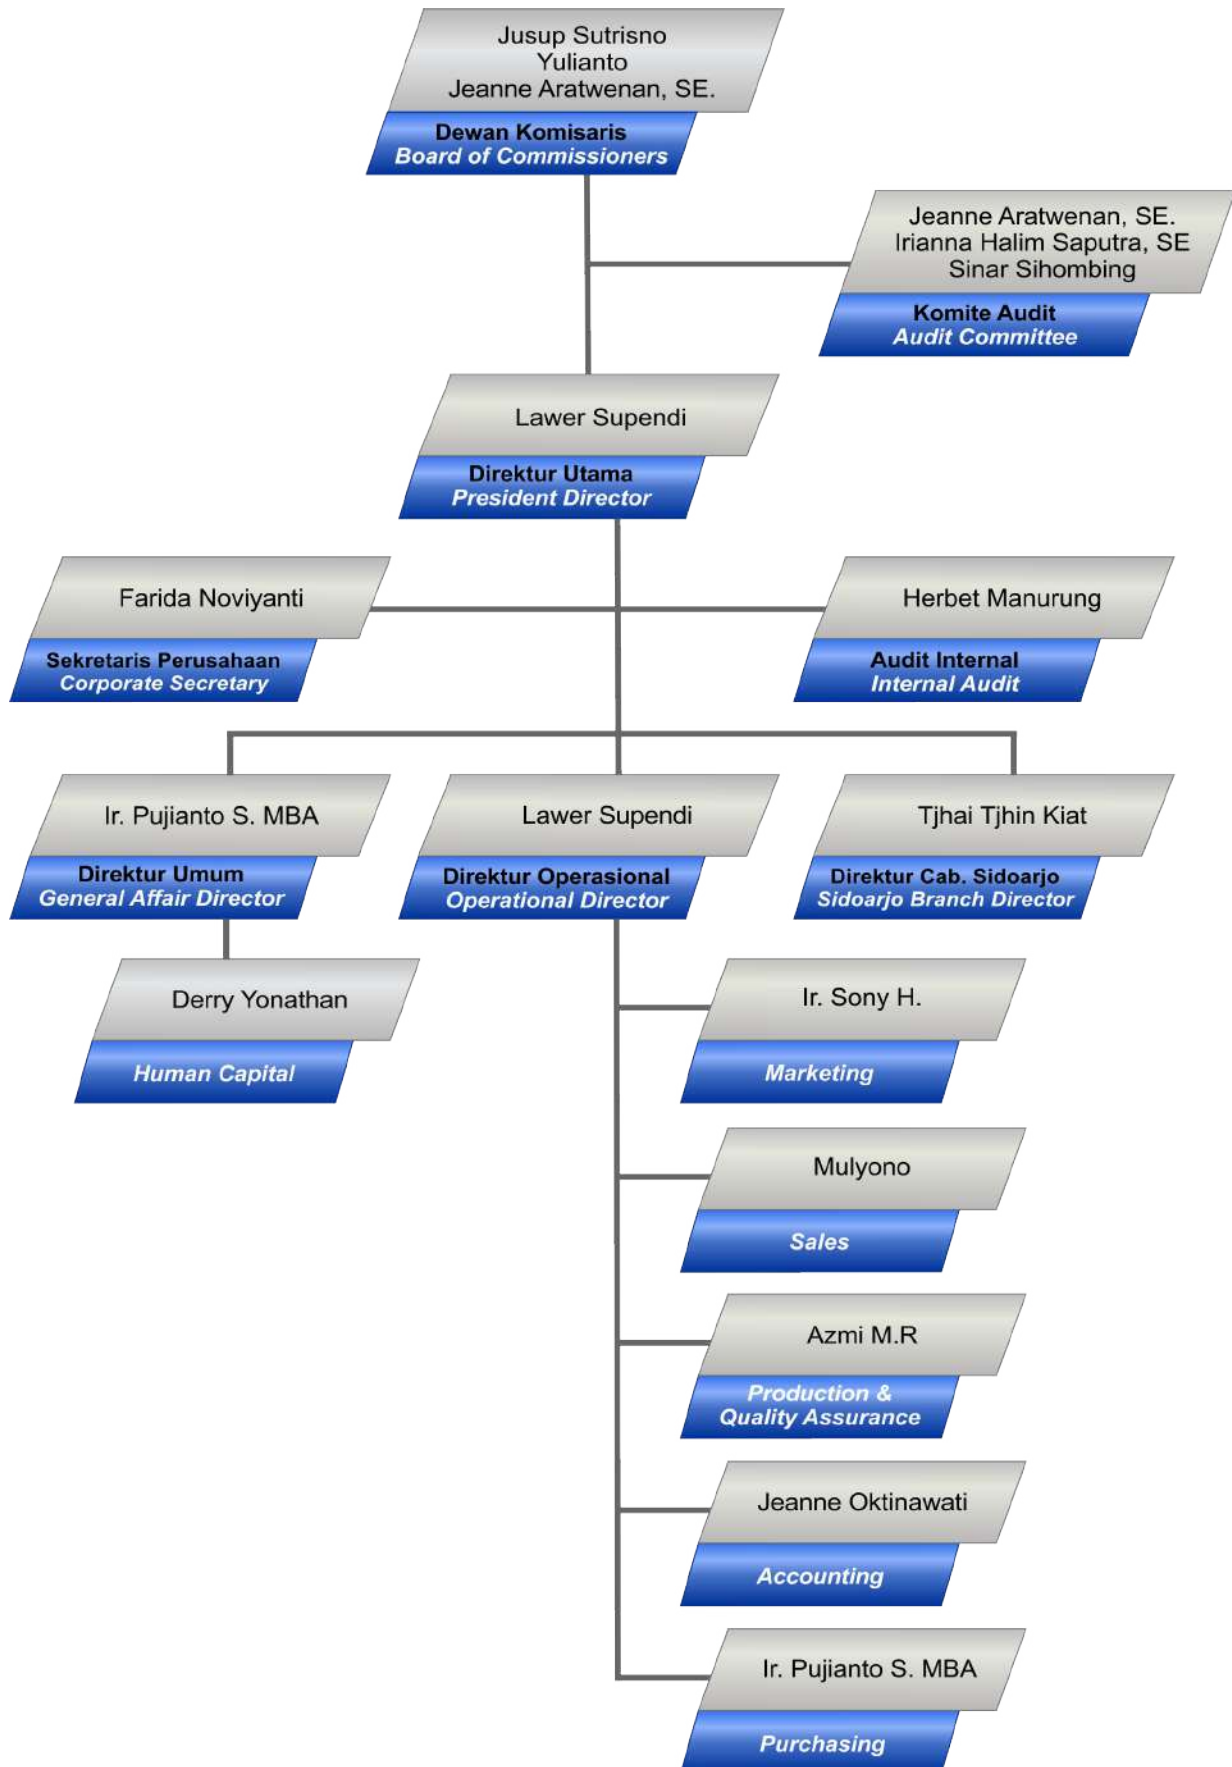 Jusup Sutrisno
Yulianto
Jeanne Aratwenan, SE.
Dewan Komisaris
Board of Commissioners
Jeanne Aratwenan, SE.
Irianna Halim Saputra, SE
Sinar Sihombing
Komite Audit
Audit Committee
Lawer Supendi
Direktur Utama
President Director
Farida Noviyanti
Sekretaris Perusahaan
Corporate Secretary
Herbet Manurung
Audit Internal
Internal Audit
Ir. Pujianto S. MBA
Direktur Umum
General Affair Director
Lawer Supendi
Direktur Operasional
Operational Director
Tjhai Tjhin Kiat
Direktur Cab. Sidoarjo
Sidoarjo Branch Director
Derry Yonathan
Human Capital
Ir. Sony H.
Marketing
Mulyono
Sales
Azmi M.R
Production &
Quality Assurance
Jeanne Oktinawati
Accounting
Ir. Pujianto S. MBA
Purchasing